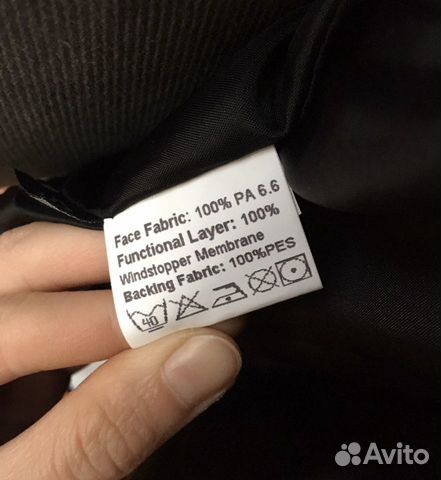 Face Fabric: 100% PA 6.6
Functional Layer: 100%
Windstopper Membrane
Backing Fabric: 100%PES
40
Avito